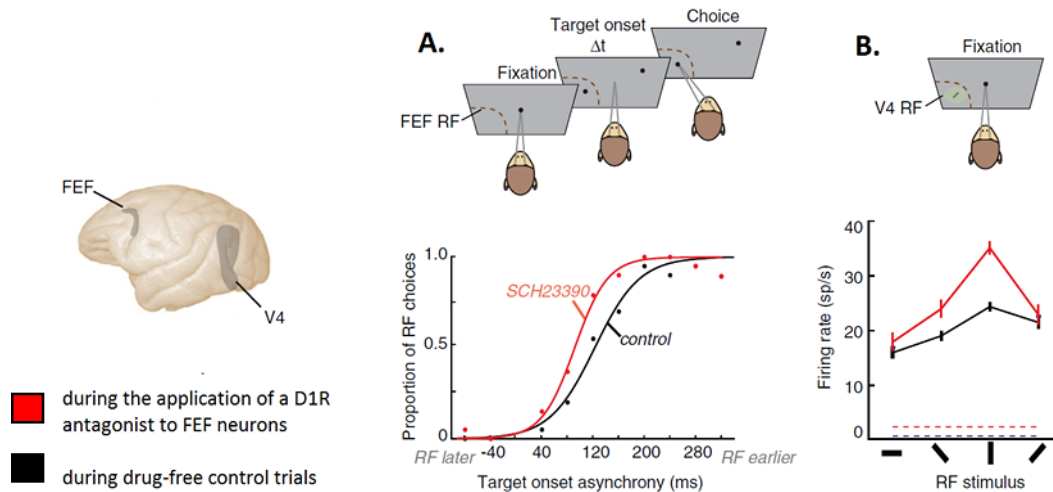 FEF
V4
during the application of a D1R
antagonist to FEF neurons
during drug-free control trials
A.
Fixation
Target onset
Δt
Choice
FEF RF
Proportion of RF choices
1.0
0.5
0
SCH23390
control
RF later
-40
40
120
200
280
RF earlier
Target onset asynchrony (ms)
B.
Fixation
V4 RF
Firing rate (sp/s)
40
30
20
10
0
RF stimulus